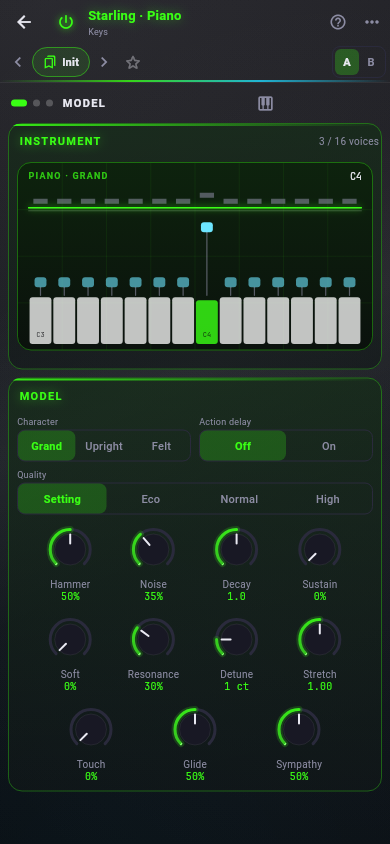 Starling · Piano
Keys
Init
A B
MODEL
INSTRUMENT
3 / 16 voices
PIANO · GRAND
C4
C3
C4
MODEL
Character
Action delay
Grand Upright Felt
Off On
Quality
Setting Eco Normal High
Hammer Noise Decay Sustain
50% 35% 1.0 0%
Soft Resonance Detune Stretch
0% 30% 1 ct 1.00
Touch Glide Sympathy
0% 50% 50%